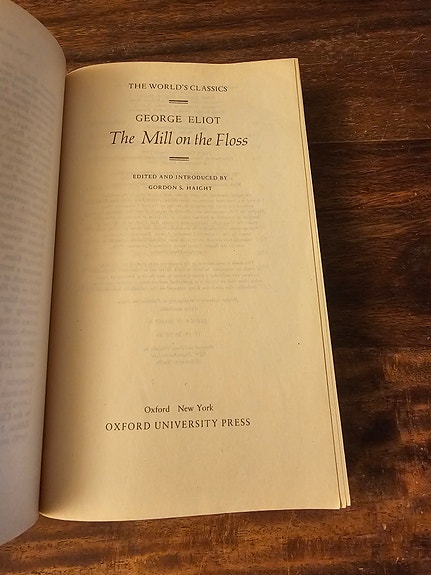 THE WORLD'S CLASSICS
GEORGE ELIOT
The Mill on the Floss
EDITED AND INTRODUCED BY
GORDON S. HAIGHT
Oxford New York
OXFORD UNIVERSITY PRESS